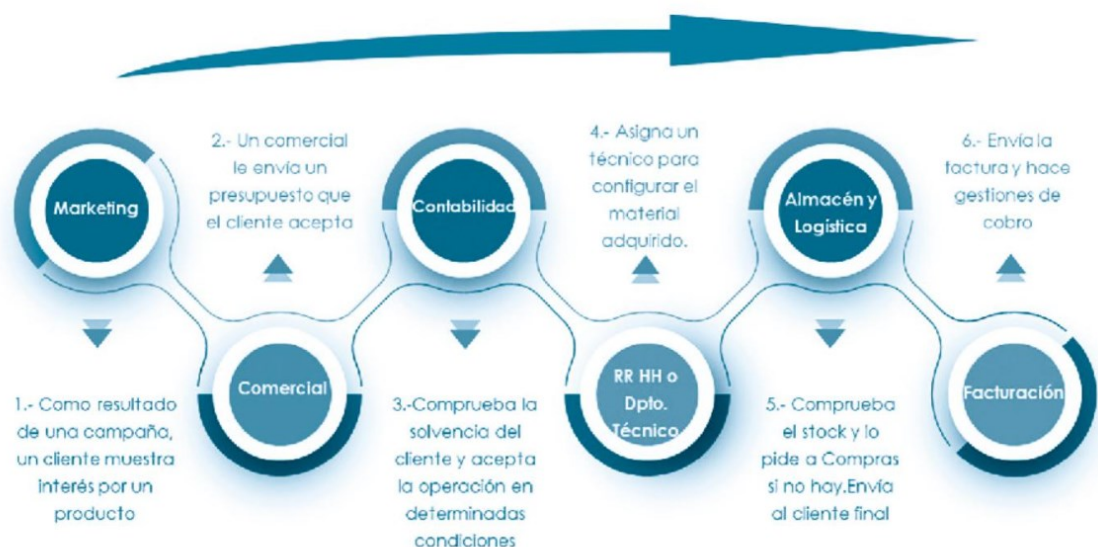 Marketing
1.- Como resultado
de una campaña,
un cliente muestra
interés por un
producto
2.- Un comercial
le envía un
presupuesto que
el cliente acepta
Comercial
Contabilidad
3.-Comprueba la
solvencia del
cliente y acepta
la operación en
determinadas
condiciones
4.- Asigna un
técnico para
configurar el
material
adquirido.
RR HH o
Dpto.
Técnico
Almacén y
Logística
5.- Comprueba
el stock y lo
pide a Compras
si no hay.Envía
al cliente final
6.- Envía la
factura y hace
gestiones de
cobro
Facturación